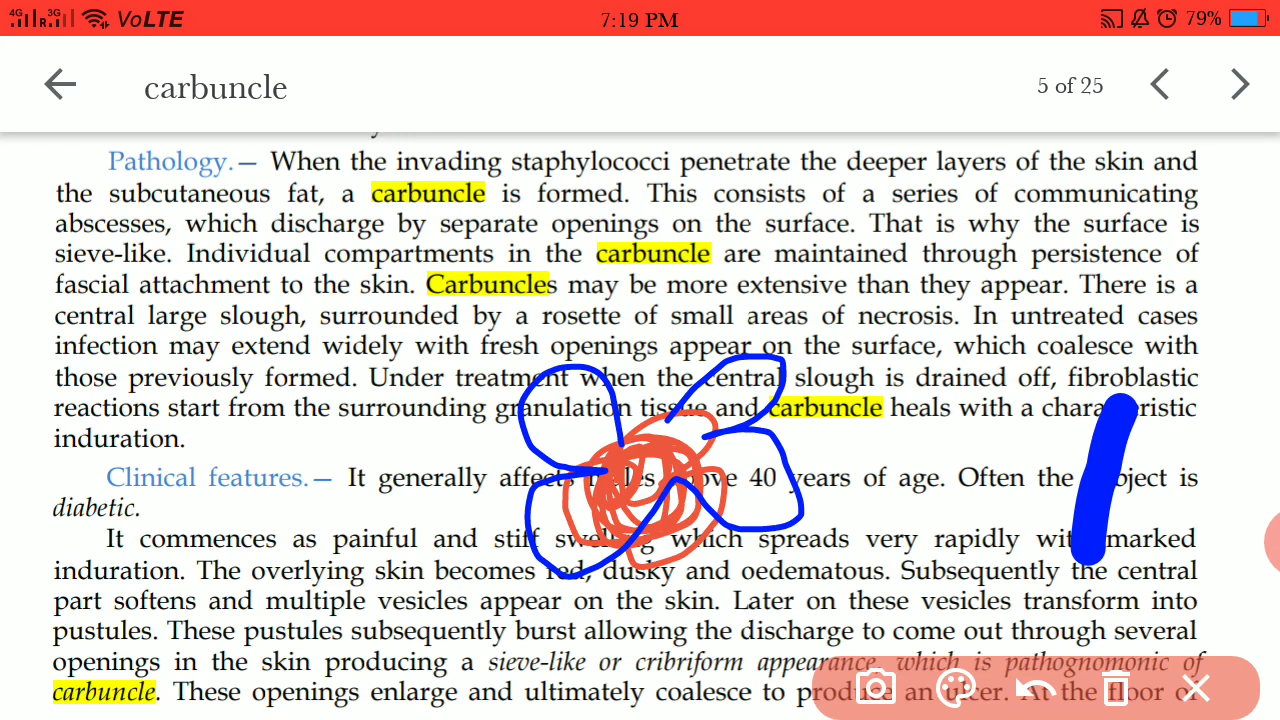 4G 3G R VoLTE 7:19 PM 79%
carbuncle 5 of 25
Pathology.— When the invading staphylococci penetrate the deeper layers of the skin and
the subcutaneous fat, a carbuncle is formed. This consists of a series of communicating
abscesses, which discharge by separate openings on the surface. That is why the surface is
sieve-like. Individual compartments in the carbuncle are maintained through persistence of
fascial attachment to the skin. Carbuncles may be more extensive than they appear. There is a
central large slough, surrounded by a rosette of small areas of necrosis. In untreated cases
infection may extend widely with fresh openings appear on the surface, which coalesce with
those previously formed. Under treatment when the central slough is drained off, fibroblastic
reactions start from the surrounding granulation tissue and carbuncle heals with a characteristic
induration.
Clinical features.— It generally affects 40 years of age. Often the is
diabetic.
It commences as painful and stiff swelling which spreads very rapidly with marked
induration. The overlying skin becomes red, dusky and oedematous. Subsequently the central
part softens and multiple vesicles appear on the skin. Later on these vesicles transform into
pustules. These pustules subsequently burst allowing the discharge to come out through several
openings in the skin producing a sieve-like or cribriform appearance, which is pathognomonic of
carbuncle. These openings enlarge and ultimately coalesce to produce an ulcer. At the floor of